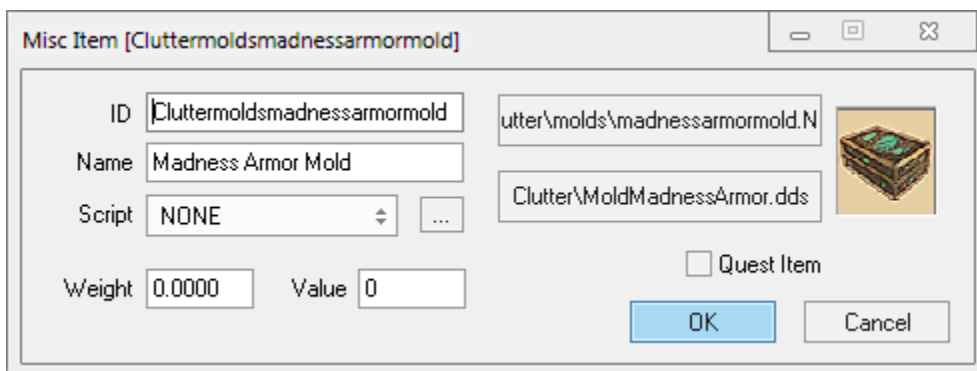 Misc Item [Cluttermoldsmadnessarmormold]
ID Cluttermoldsmadnessarmormold
utter\molds\madnessarmormold.N
Name Madness Armor Mold
Script NONE ...
Clutter\MoldMadnessArmor.dds
Quest Item
Weight 0.0000 Value 0
OK Cancel